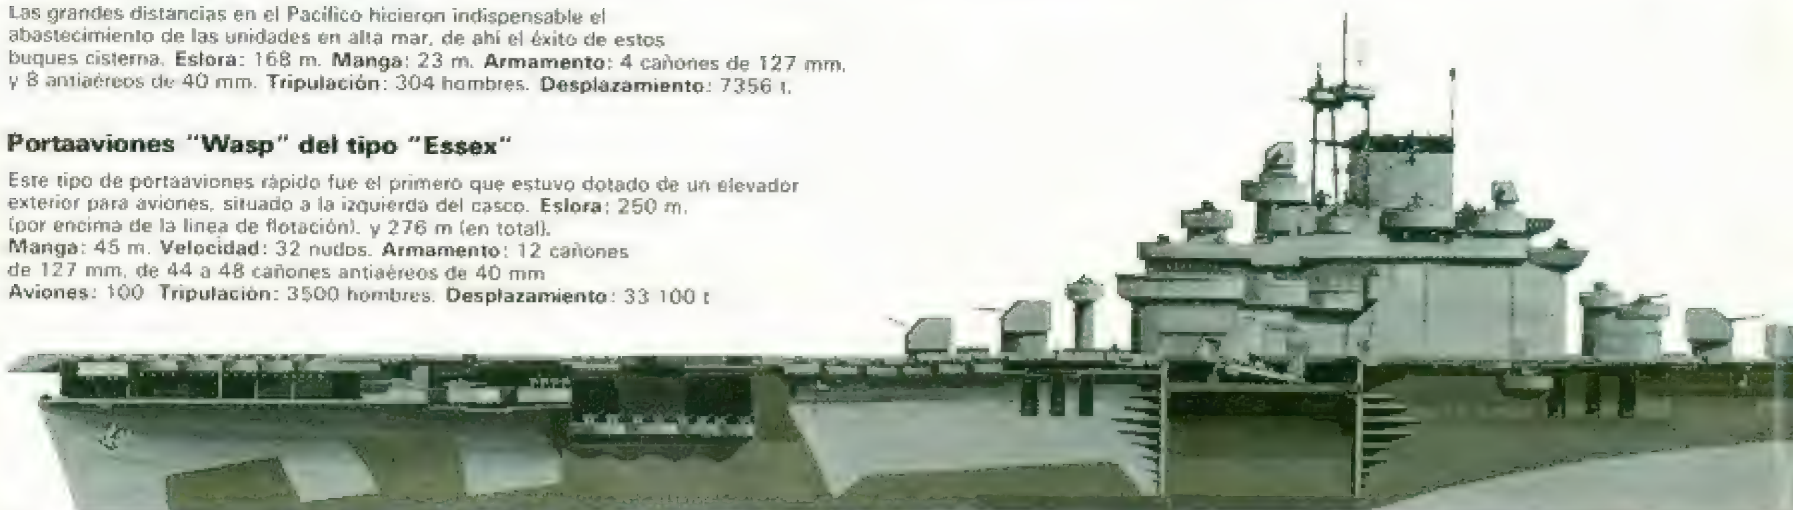 Las grandes distancias en el Pacífico hicieron indispensable el
abastecimiento de las unidades en alta mar, de ahí el éxito de estos
buques cisterna. Eslora: 168 m. Manga: 23 m. Armamento: 4 cañones de 127 mm.
y 8 antiaéreos de 40 mm. Tripulación: 304 hombres. Desplazamiento: 7356 t.
Portaaviones "Wasp" del tipo "Essex"
Este tipo de portaaviones rápido fue el primero que estuvo dotado de un elevador
exterior para aviones, situado a la izquierda del casco. Eslora: 250 m.
(por encima de la línea de flotación). y 276 m (en total).
Manga: 45 m. Velocidad: 32 nudos. Armamento: 12 cañones
de 127 mm, de 44 a 48 cañones antiaéreos de 40 mm
Aviones: 100 Tripulación: 3500 hombres. Desplazamiento: 33 100 t